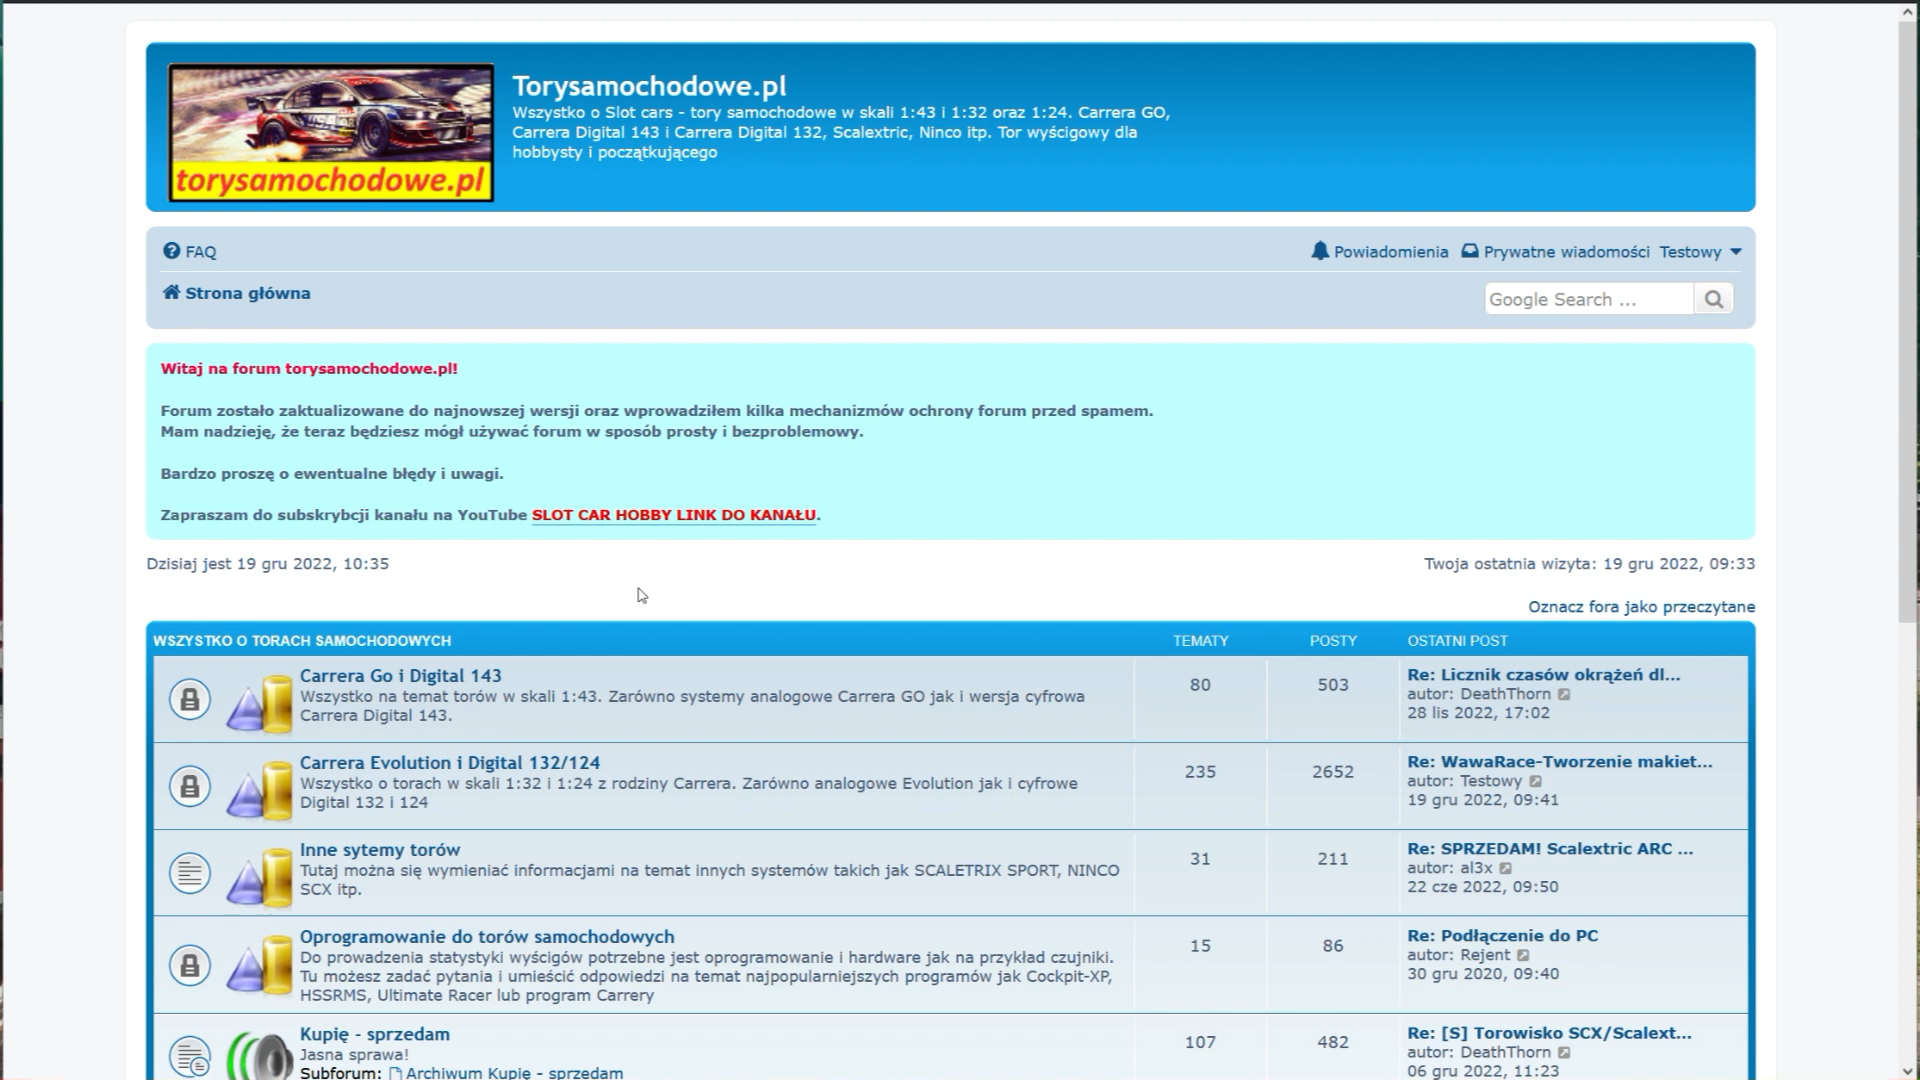 Torysamochodowe.pl
Wszystko o Slot cars - tory samochodowe w skali 1:43 i 1:32 oraz 1:24. Carrera GO,
Carrera Digital 143 i Carrera Digital 132, Scalextric, Ninco itp. Tor wyścigowy dla
hobbysty i początkującego
USA
torysamochodowe.pl
FAQ
Powiadomienia Prywatne wiadomości Testowy
Strona główna
Google Search ...
Witaj na forum torysamochodowe.pl!
Forum zostało zaktualizowane do najnowszej wersji oraz wprowadziłem kilka mechanizmów ochrony forum przed spamem.
Mam nadzieję, że teraz będziesz mógł używać forum w sposób prosty i bezproblemowy.
Bardzo proszę o ewentualne błędy i uwagi.
Zapraszam do subskrybcji kanału na YouTube SLOT CAR HOBBY LINK DO KANAŁU.
Dzisiaj jest 19 gru 2022, 10:35
Twoja ostatnia wizyta: 19 gru 2022, 09:33
Oznacz fora jako przeczytane
WSZYSTKO O TORACH SAMOCHODOWYCH TEMATY POSTY OSTATNI POST
Carrera Go i Digital 143
Wszystko na temat torów w skali 1:43. Zarówno systemy analogowe Carrera GO jak i wersja cyfrowa
Carrera Digital 143.
80
503
Re: Licznik czasów okrążeń dl...
autor: DeathThorn
28 lis 2022, 17:02
Carrera Evolution i Digital 132/124
Wszystko o torach w skali 1:32 i 1:24 z rodziny Carrera. Zarówno analogowe Evolution jak i cyfrowe
Digital 132 i 124
235
2652
Re: WawaRace-Tworzenie makiet...
autor: Testowy
19 gru 2022, 09:41
Inne sytemy torów
Tutaj można się wymieniać informacjami na temat innych systemów takich jak SCALETRIX SPORT, NINCO
SCX itp.
31
211
Re: SPRZEDAM! Scalextric ARC ...
autor: al3x
22 cze 2022, 09:50
Oprogramowanie do torów samochodowych
Do prowadzenia statystyki wyścigów potrzebne jest oprogramowanie i hardware jak na przykład czujniki.
Tu możesz zadać pytania i umieścić odpowiedzi na temat najpopularniejszych programów jak Cockpit-XP,
HSSRMS, Ultimate Racer lub program Carrery
15
86
Re: Podłączenie do PC
autor: Rejent
30 gru 2020, 09:40
Kupię - sprzedam
Jasna sprawa!
Subforum: Archiwum Kupię - sprzedam
107
482
Re: [S] Torowisko SCX/Scalext...
autor: DeathThorn
06 gru 2022, 11:23